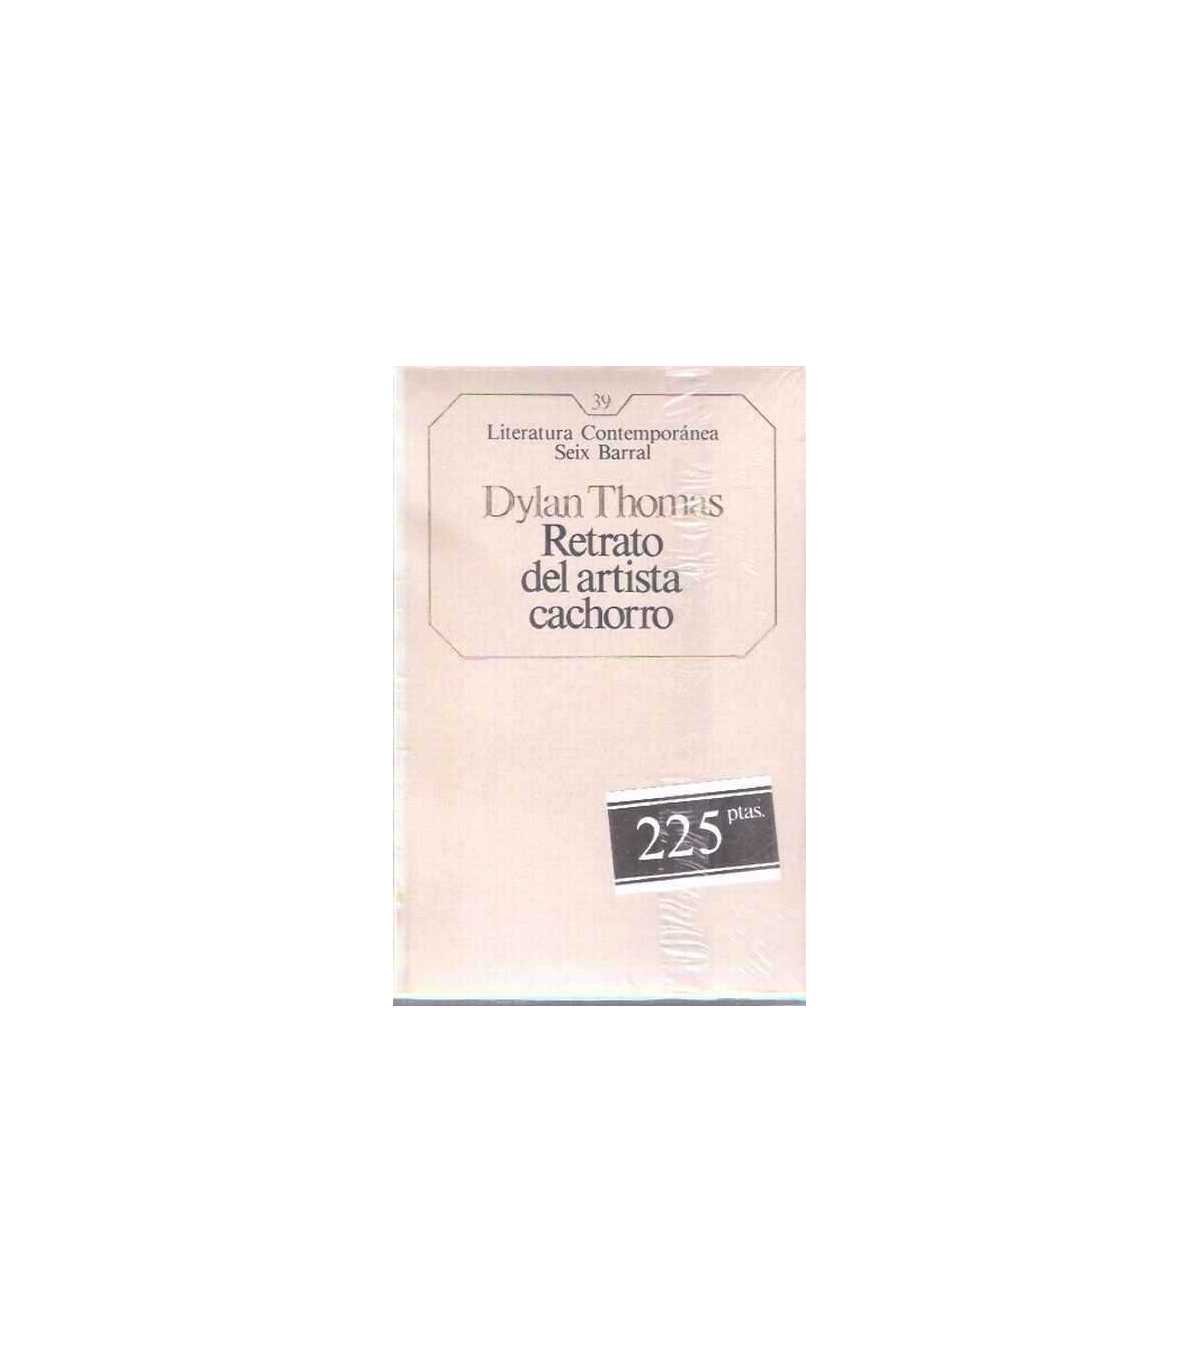 39
Literatura Contemporánea
Seix Barral
Dylan Thomas
Retrato
del artista
cachorro
225 ptas.